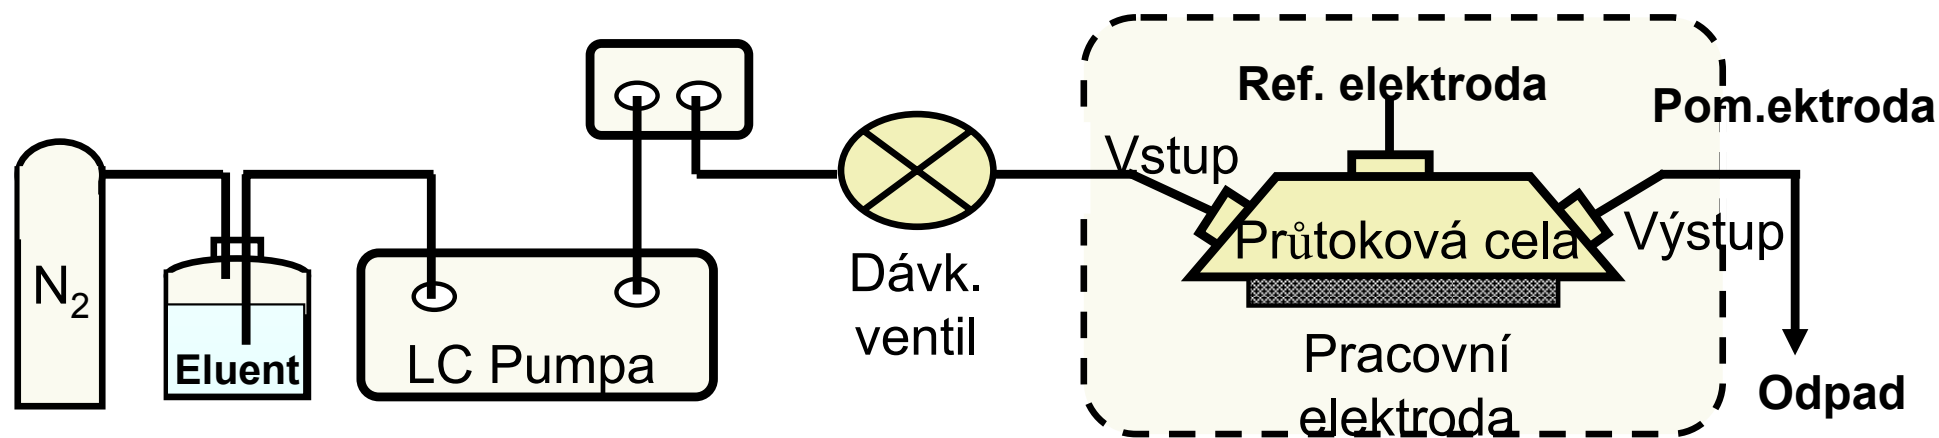 N2
Eluent
LC Pumpa
Dávk.
ventil
Vstup
Ref. elektroda
Pom.ektroda
Průtoková cela
Výstup
Pracovní
elektroda
Odpad